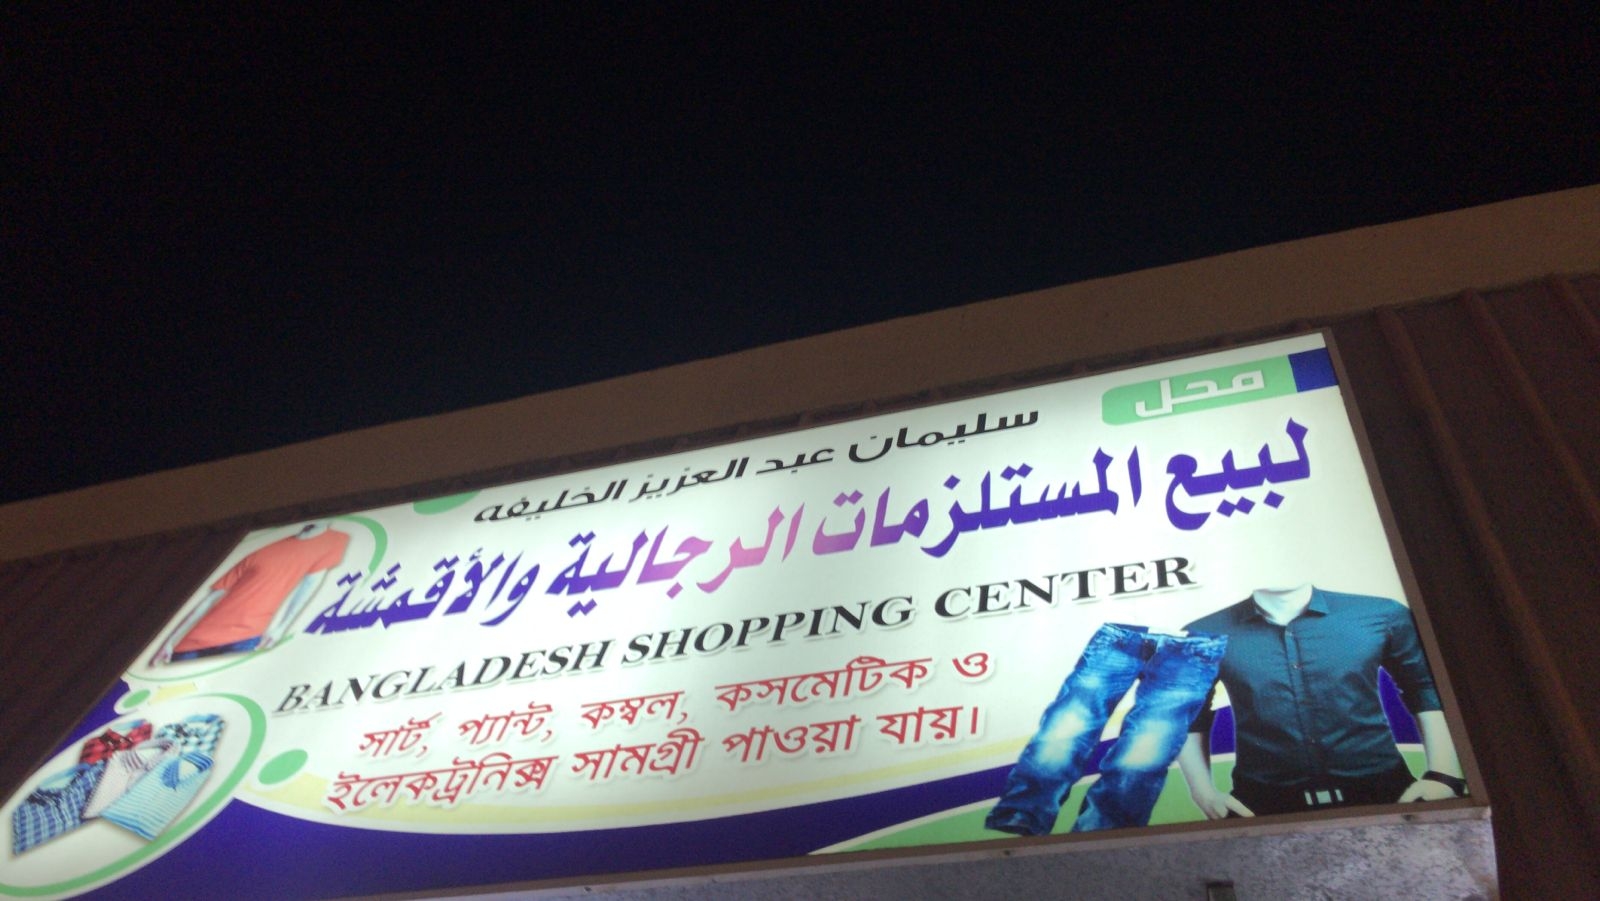 محل
سليمان عبد العزيز الخليفه
لبيع المستلزمات الرجالية والأقمشة
BANGLADESH SHOPPING CENTER
সার্ট, প্যান্ট, কম্বল, কসমেটিক ও
ইলেকট্রনিক্স সামগ্রী পাওয়া যায়।